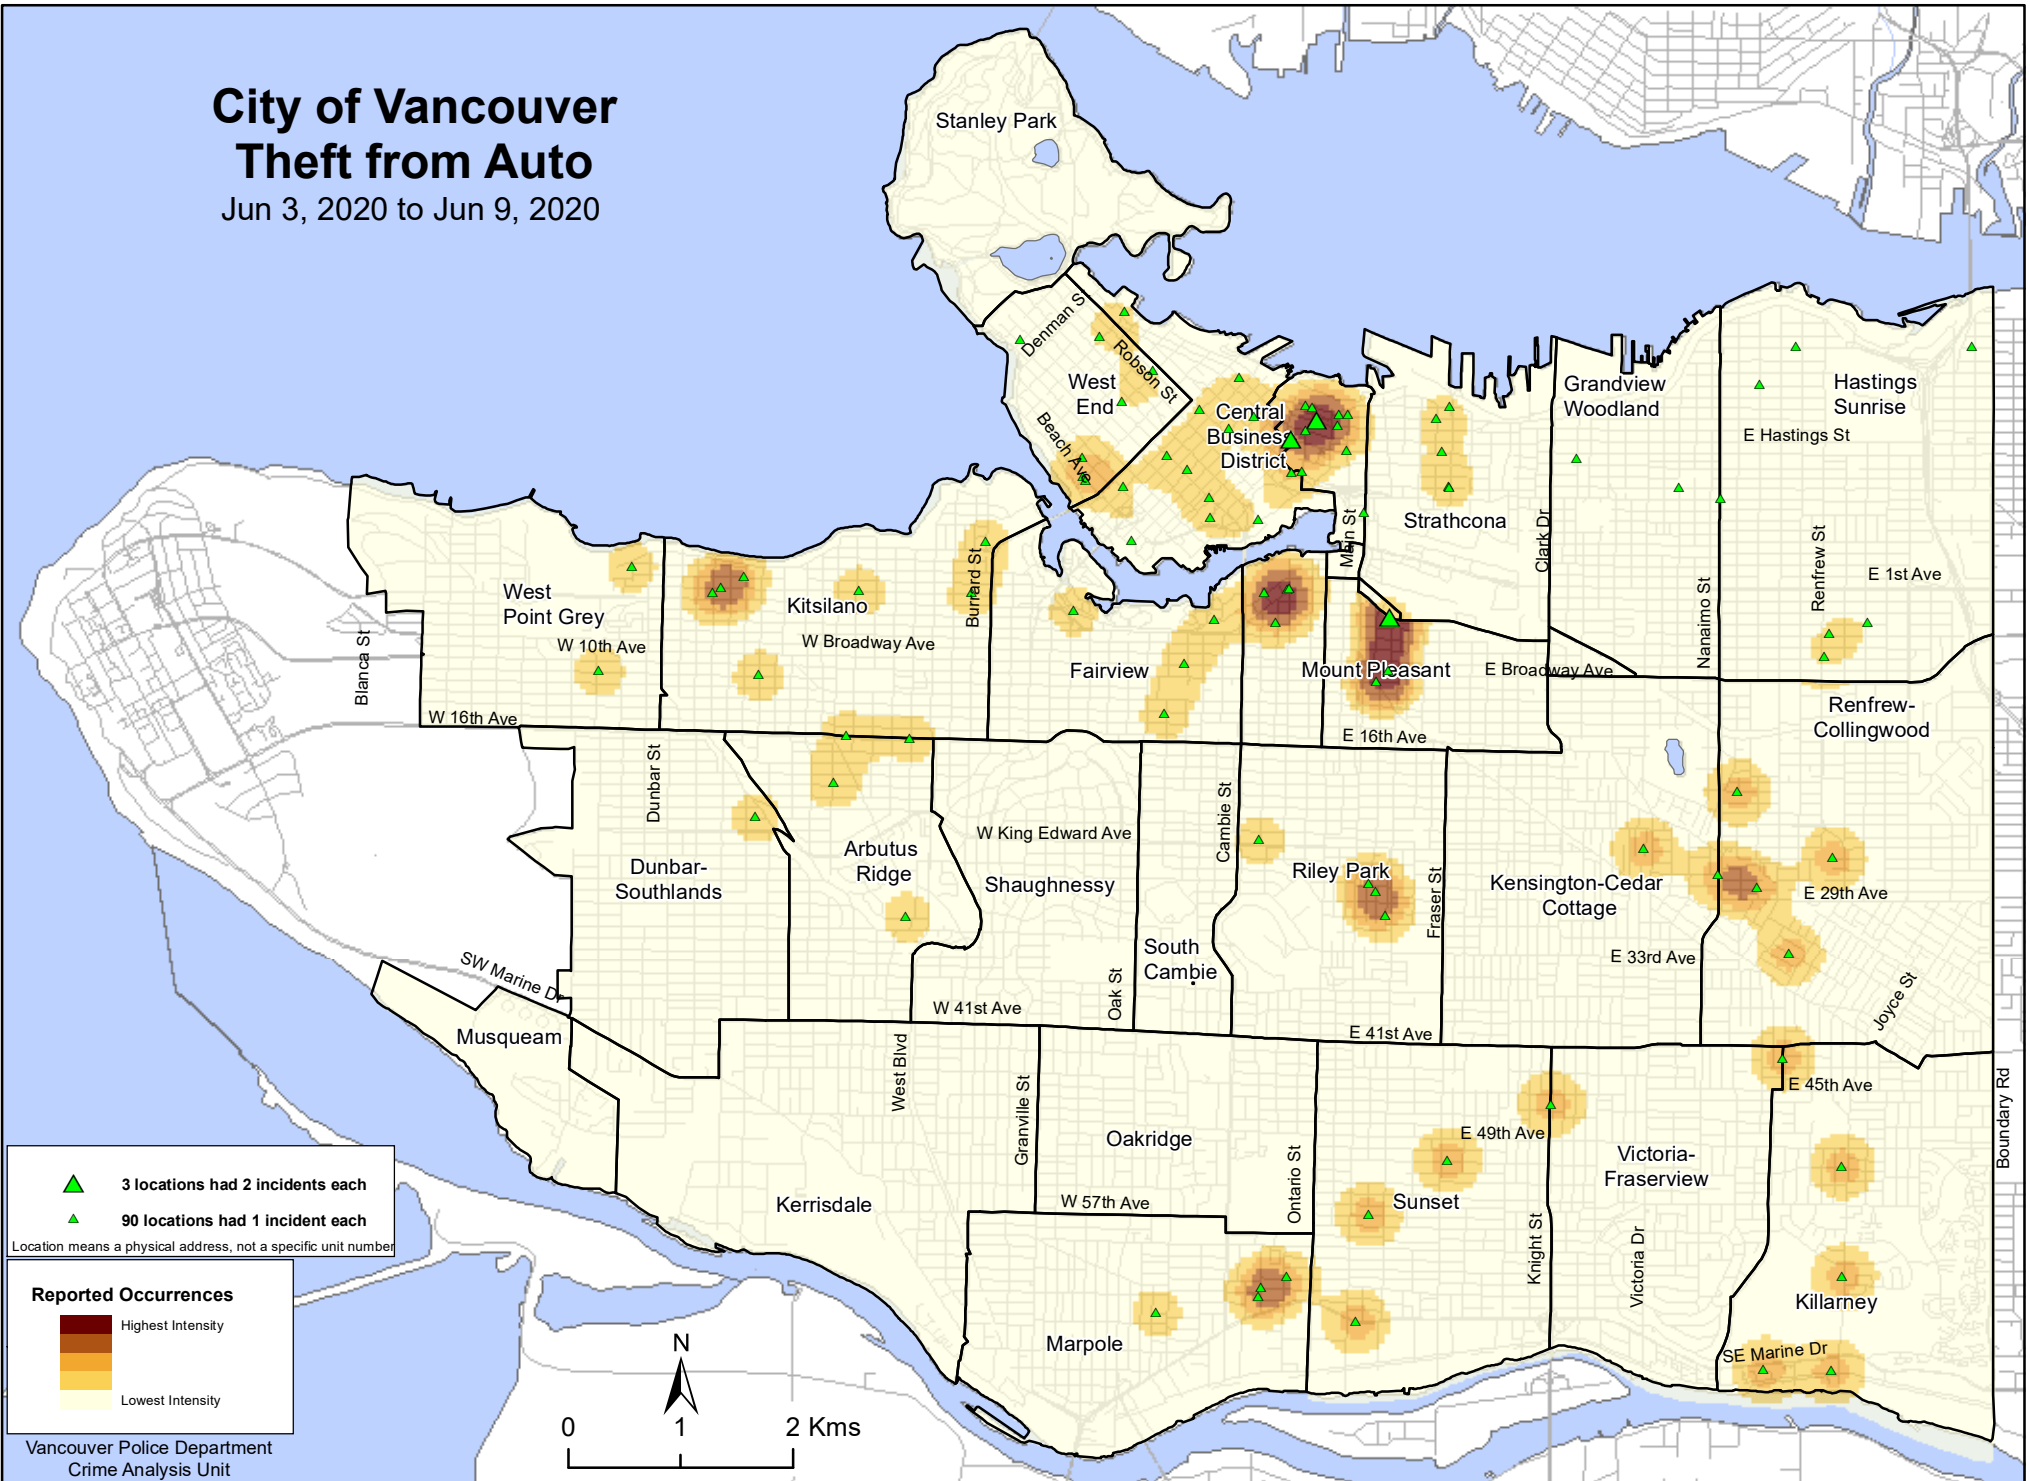 City of Vancouver
Theft from Auto
Jun 3, 2020 to Jun 9, 2020
Stanley Park
Denman S
Robson St
West
End
Beach Ave
Central
Business
District
Grandview
Woodland
Hastings
Sunrise
E Hastings St
Strathcona
Main St
Clark Dr
Nanaimo St
Renfrew St
E 1st Ave
West
Point Grey
W 10th Ave
Blanca St
Kitsilano
W Broadway Ave
Burrard St
Fairview
Mount Pleasant
E Broadway Ave
W 16th Ave
E 16th Ave
Renfrew-
Collingwood
Dunbar St
Cambie St
W King Edward Ave
Arbutus
Ridge
Dunbar-
Southlands
Shaughnessy
Riley Park
Fraser St
Kensington-Cedar
Cottage
E 29th Ave
E 33rd Ave
South
Cambie
Oak St
SW Marine Dr
W 41st Ave
E 41st Ave
Joyce St
Musqueam
West Blvd
Granville St
E 45th Ave
Boundary Rd
Oakridge
E 49th Ave
Ontario St
Victoria-
Fraserview
Kerrisdale
W 57th Ave
Sunset
Knight St
Victoria Dr
Killarney
Marpole
SE Marine Dr
3 locations had 2 incidents each
90 locations had 1 incident each
Location means a physical address, not a specific unit number
Reported Occurrences
Highest Intensity
Lowest Intensity
N
0 1 2 Kms
Vancouver Police Department
Crime Analysis Unit